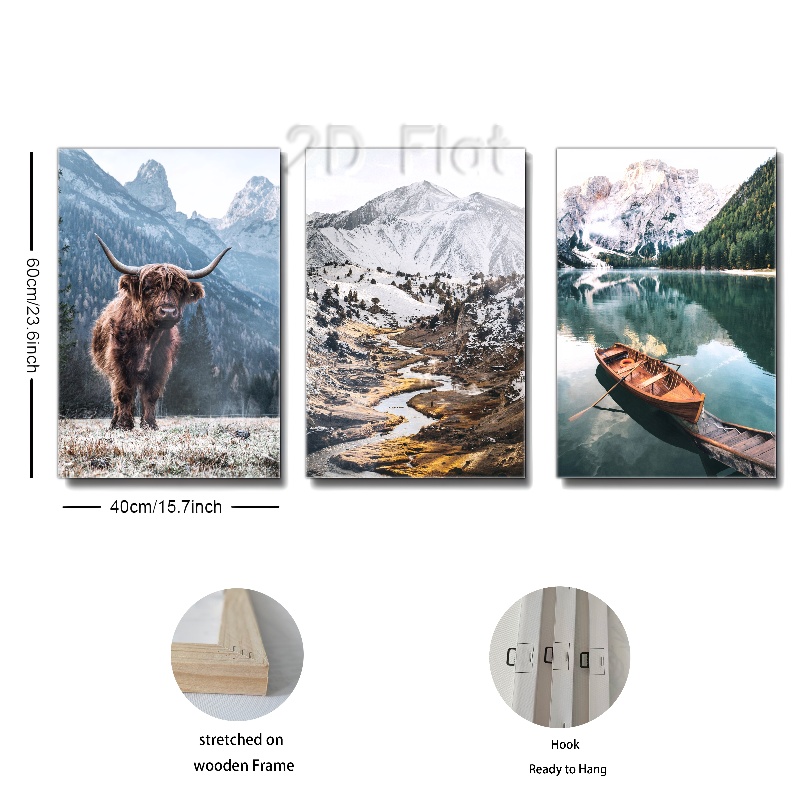 2D Flat
60cm/23.6inch
40cm/15.7inch
stretched on
wooden Frame
Hook
Ready to Hang